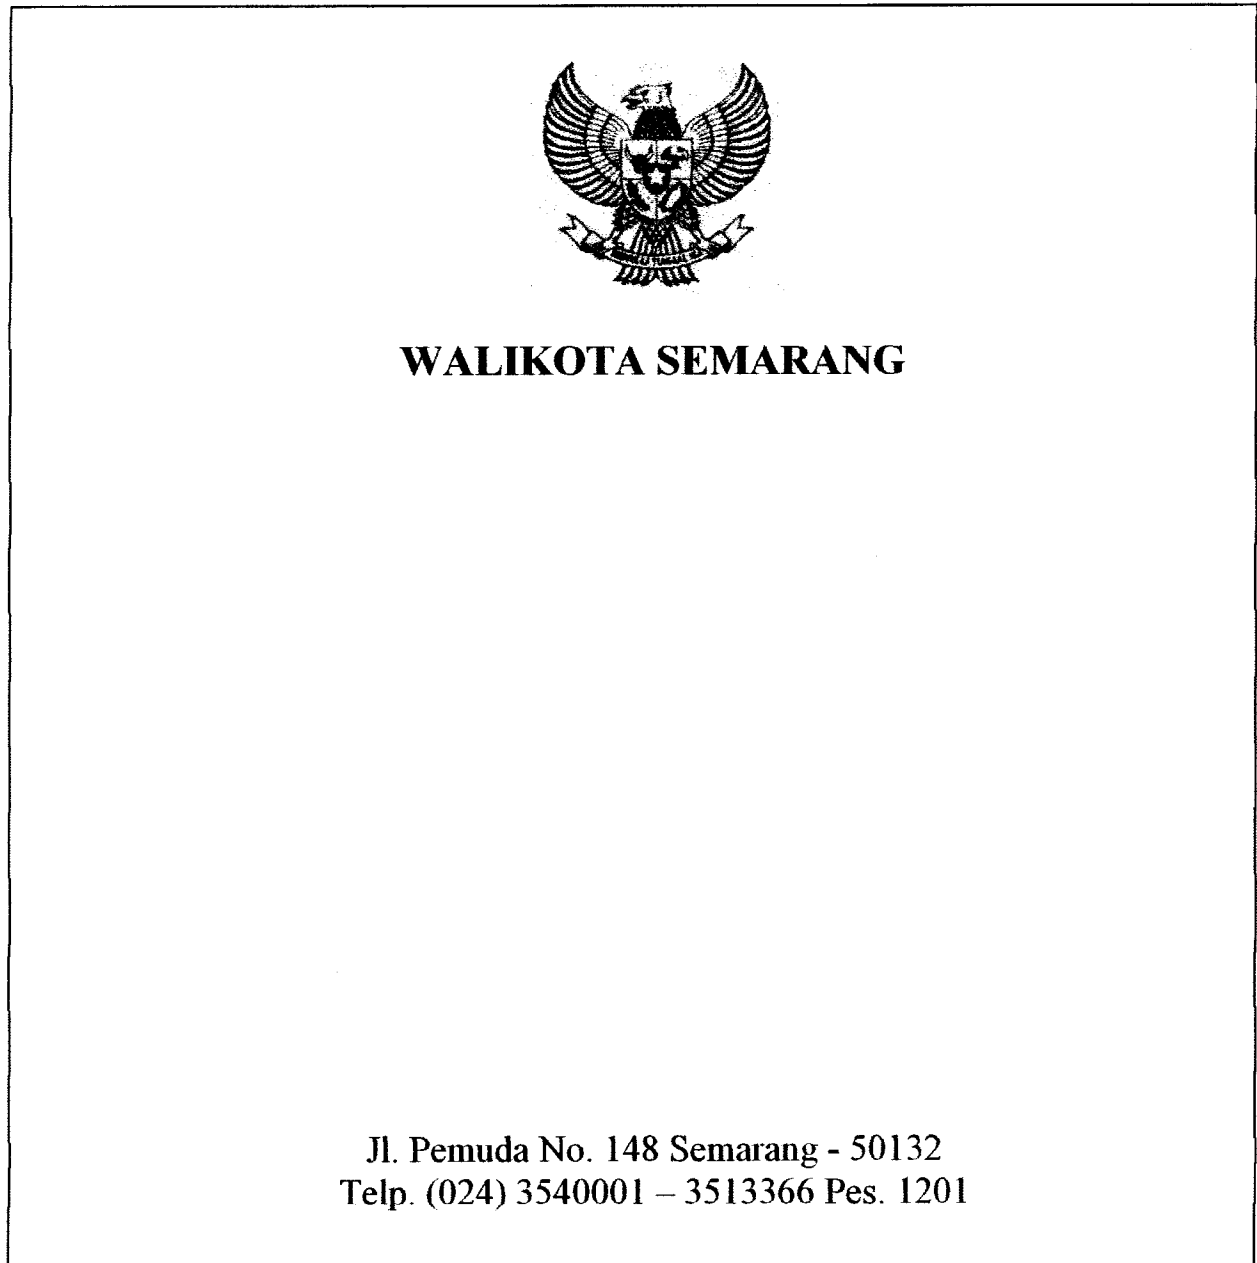 WALIKOTA SEMARANG
Jl. Pemuda No. 148 Semarang - 50132
Telp. (024) 3540001 – 3513366 Pes. 1201